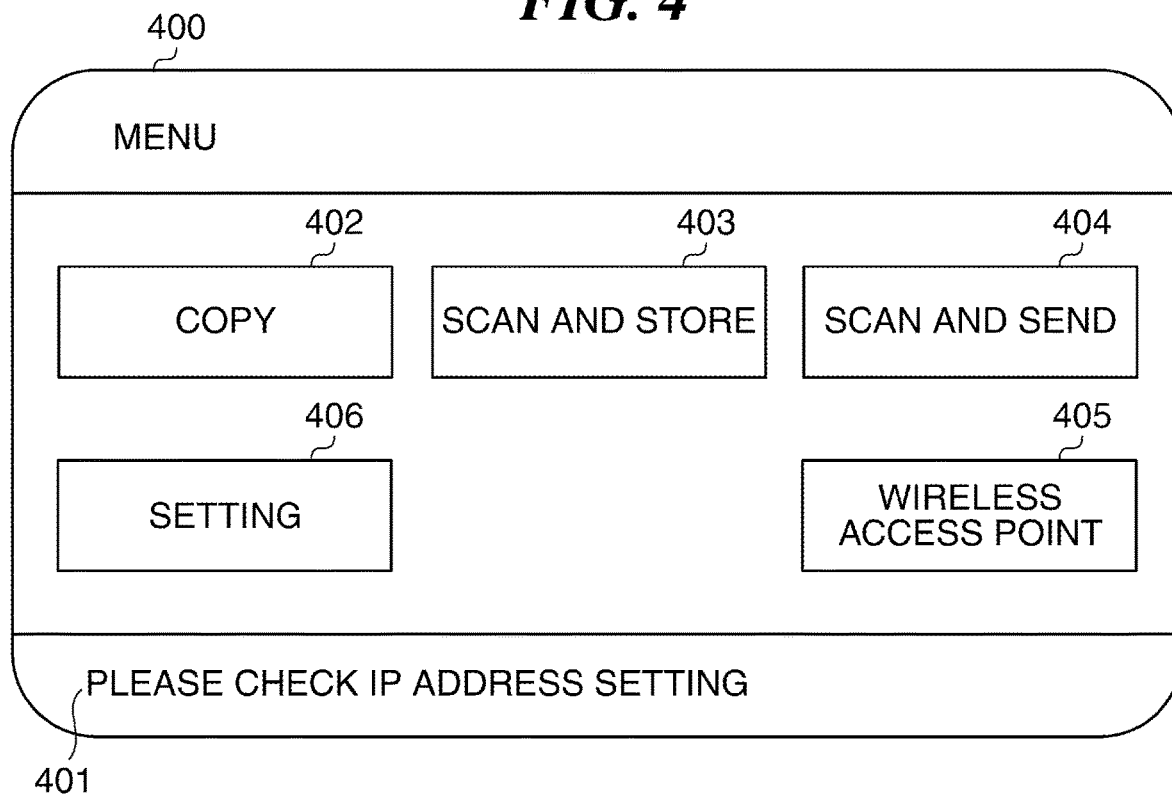 FIG. 4
400
MENU
402
403
404
COPY
SCAN AND STORE
SCAN AND SEND
406
405
SETTING
WIRELESS
ACCESS POINT
PLEASE CHECK IP ADDRESS SETTING
401